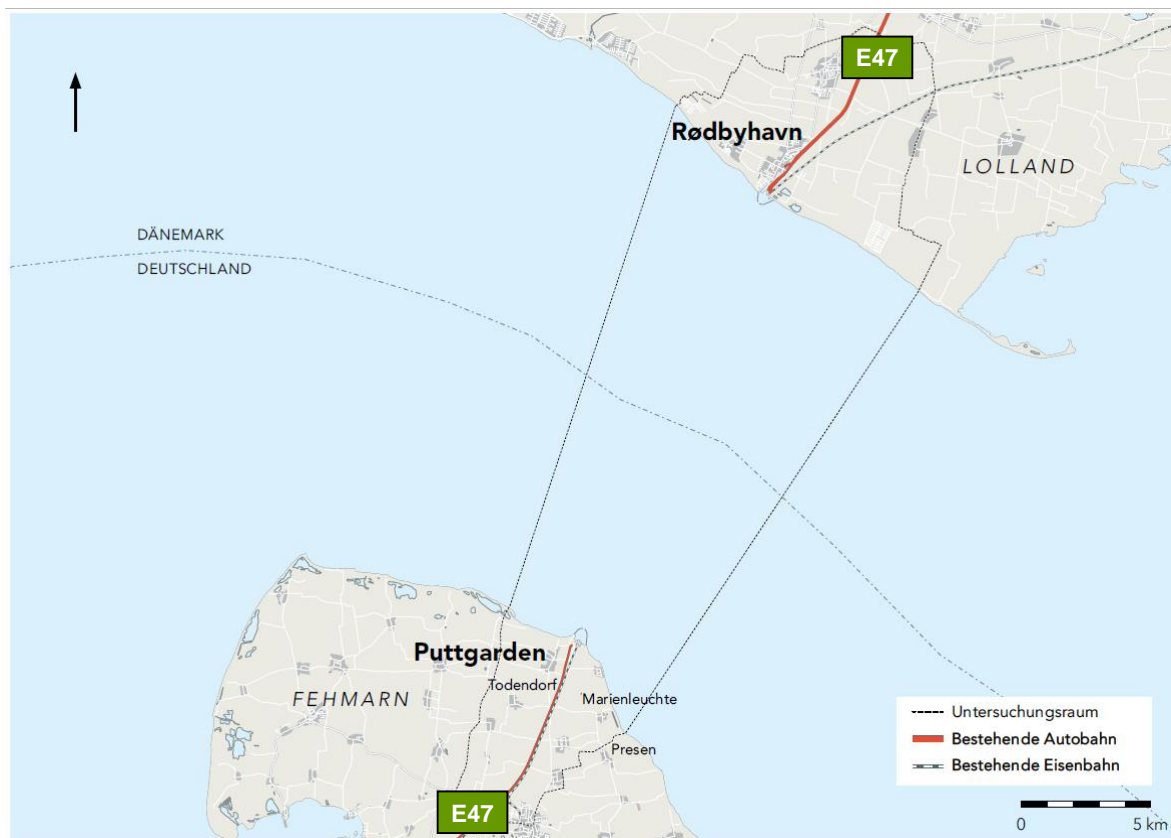 E47
Rødbyhavn
LOLLAND
DÄNEMARK
DEUTSCHLAND
Puttgarden
Todendorf
FEHMARN
Marienleuchte
Presen
E47
Untersuchungsraum
Bestehende Autobahn
Bestehende Eisenbahn
0 5 km